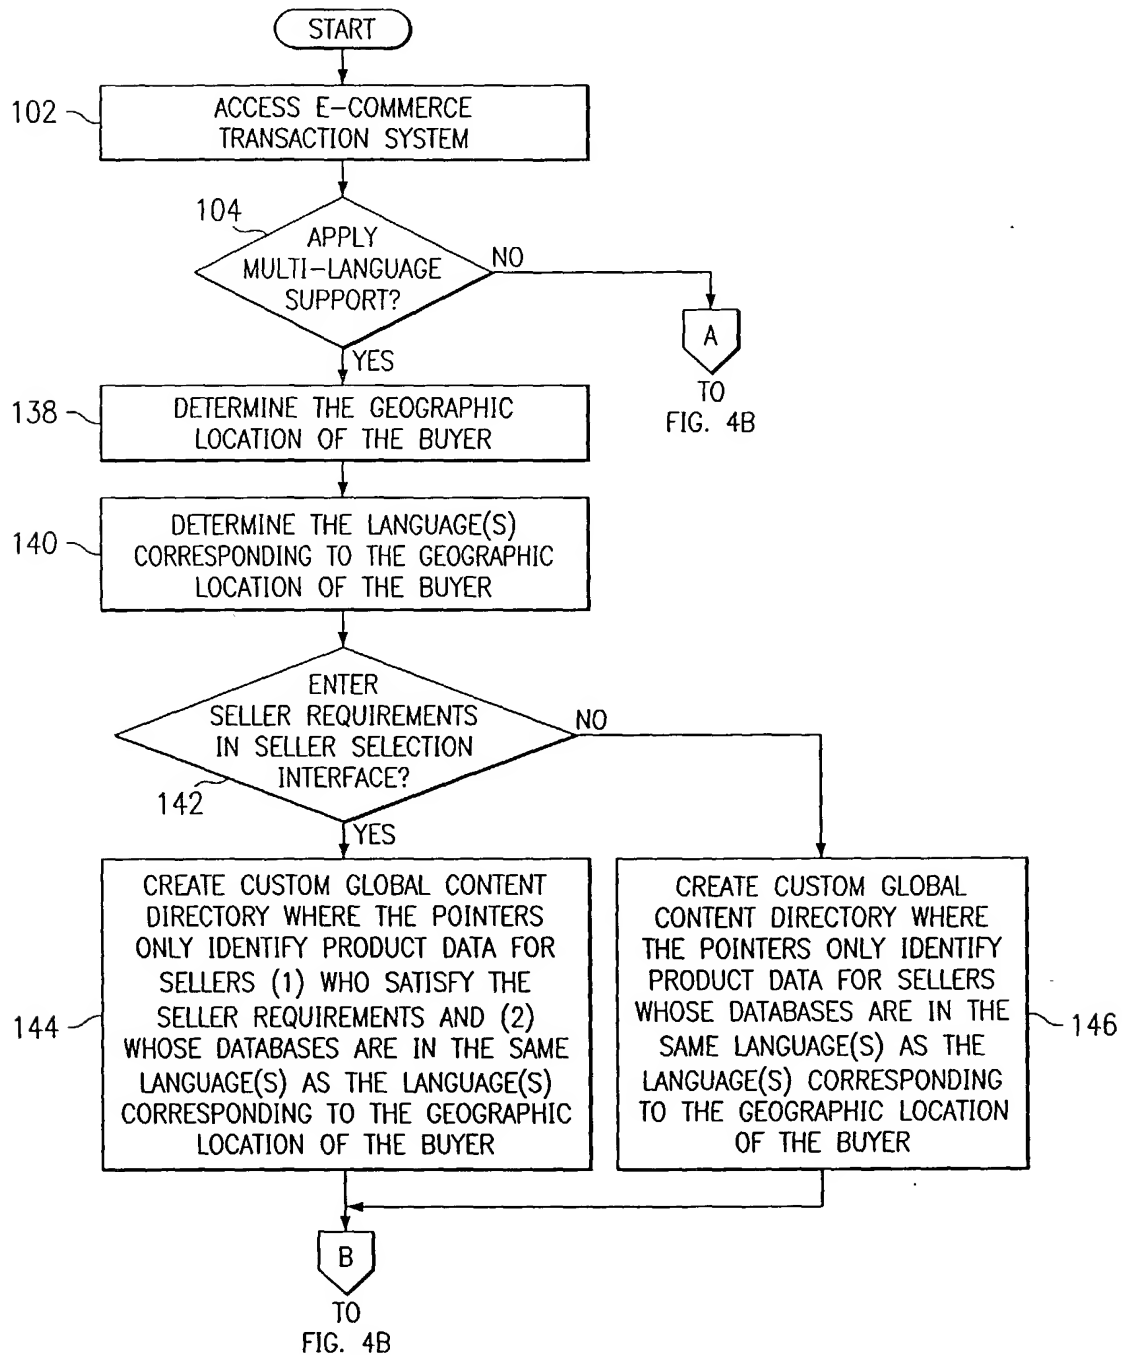 START
102
ACCESS E-COMMERCE
TRANSACTION SYSTEM
104
APPLY
MULTI-LANGUAGE
SUPPORT?
NO
A
TO
FIG. 4B
YES
138
DETERMINE THE GEOGRAPHIC
LOCATION OF THE BUYER
140
DETERMINE THE LANGUAGE(S)
CORRESPONDING TO THE GEOGRAPHIC
LOCATION OF THE BUYER
ENTER
SELLER REQUIREMENTS
IN SELLER SELECTION
INTERFACE?
NO
142
YES
144
CREATE CUSTOM GLOBAL CONTENT
DIRECTORY WHERE THE POINTERS
ONLY IDENTIFY PRODUCT DATA FOR
SELLERS (1) WHO SATISFY THE
SELLER REQUIREMENTS AND (2)
WHOSE DATABASES ARE IN THE SAME
LANGUAGE(S) AS THE LANGUAGE(S)
CORRESPONDING TO THE GEOGRAPHIC
LOCATION OF THE BUYER
CREATE CUSTOM GLOBAL
CONTENT DIRECTORY WHERE
THE POINTERS ONLY IDENTIFY
PRODUCT DATA FOR SELLERS
WHOSE DATABASES ARE IN THE
SAME LANGUAGE(S) AS THE
LANGUAGE(S) CORRESPONDING
TO THE GEOGRAPHIC LOCATION
OF THE BUYER
146
B
TO
FIG. 4B